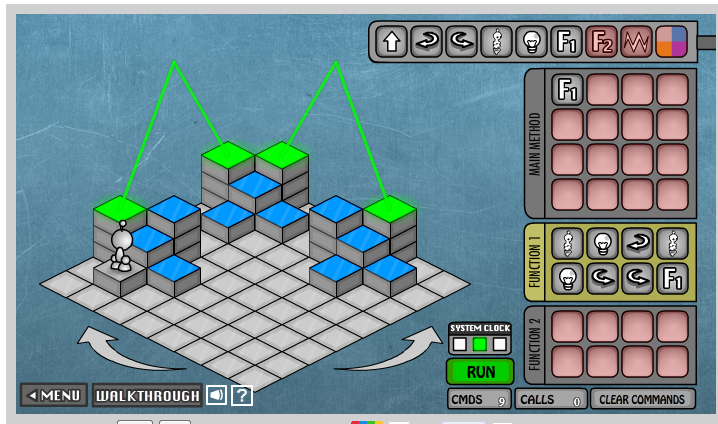 F1 F2
MAIN METHOD
F1
FUNCTION 1
F1
FUNCTION 2
SYSTEM CLOCK
RUN
MENU WALKTHROUGH ?
CMDS 9 CALLS 0 CLEAR COMMANDS